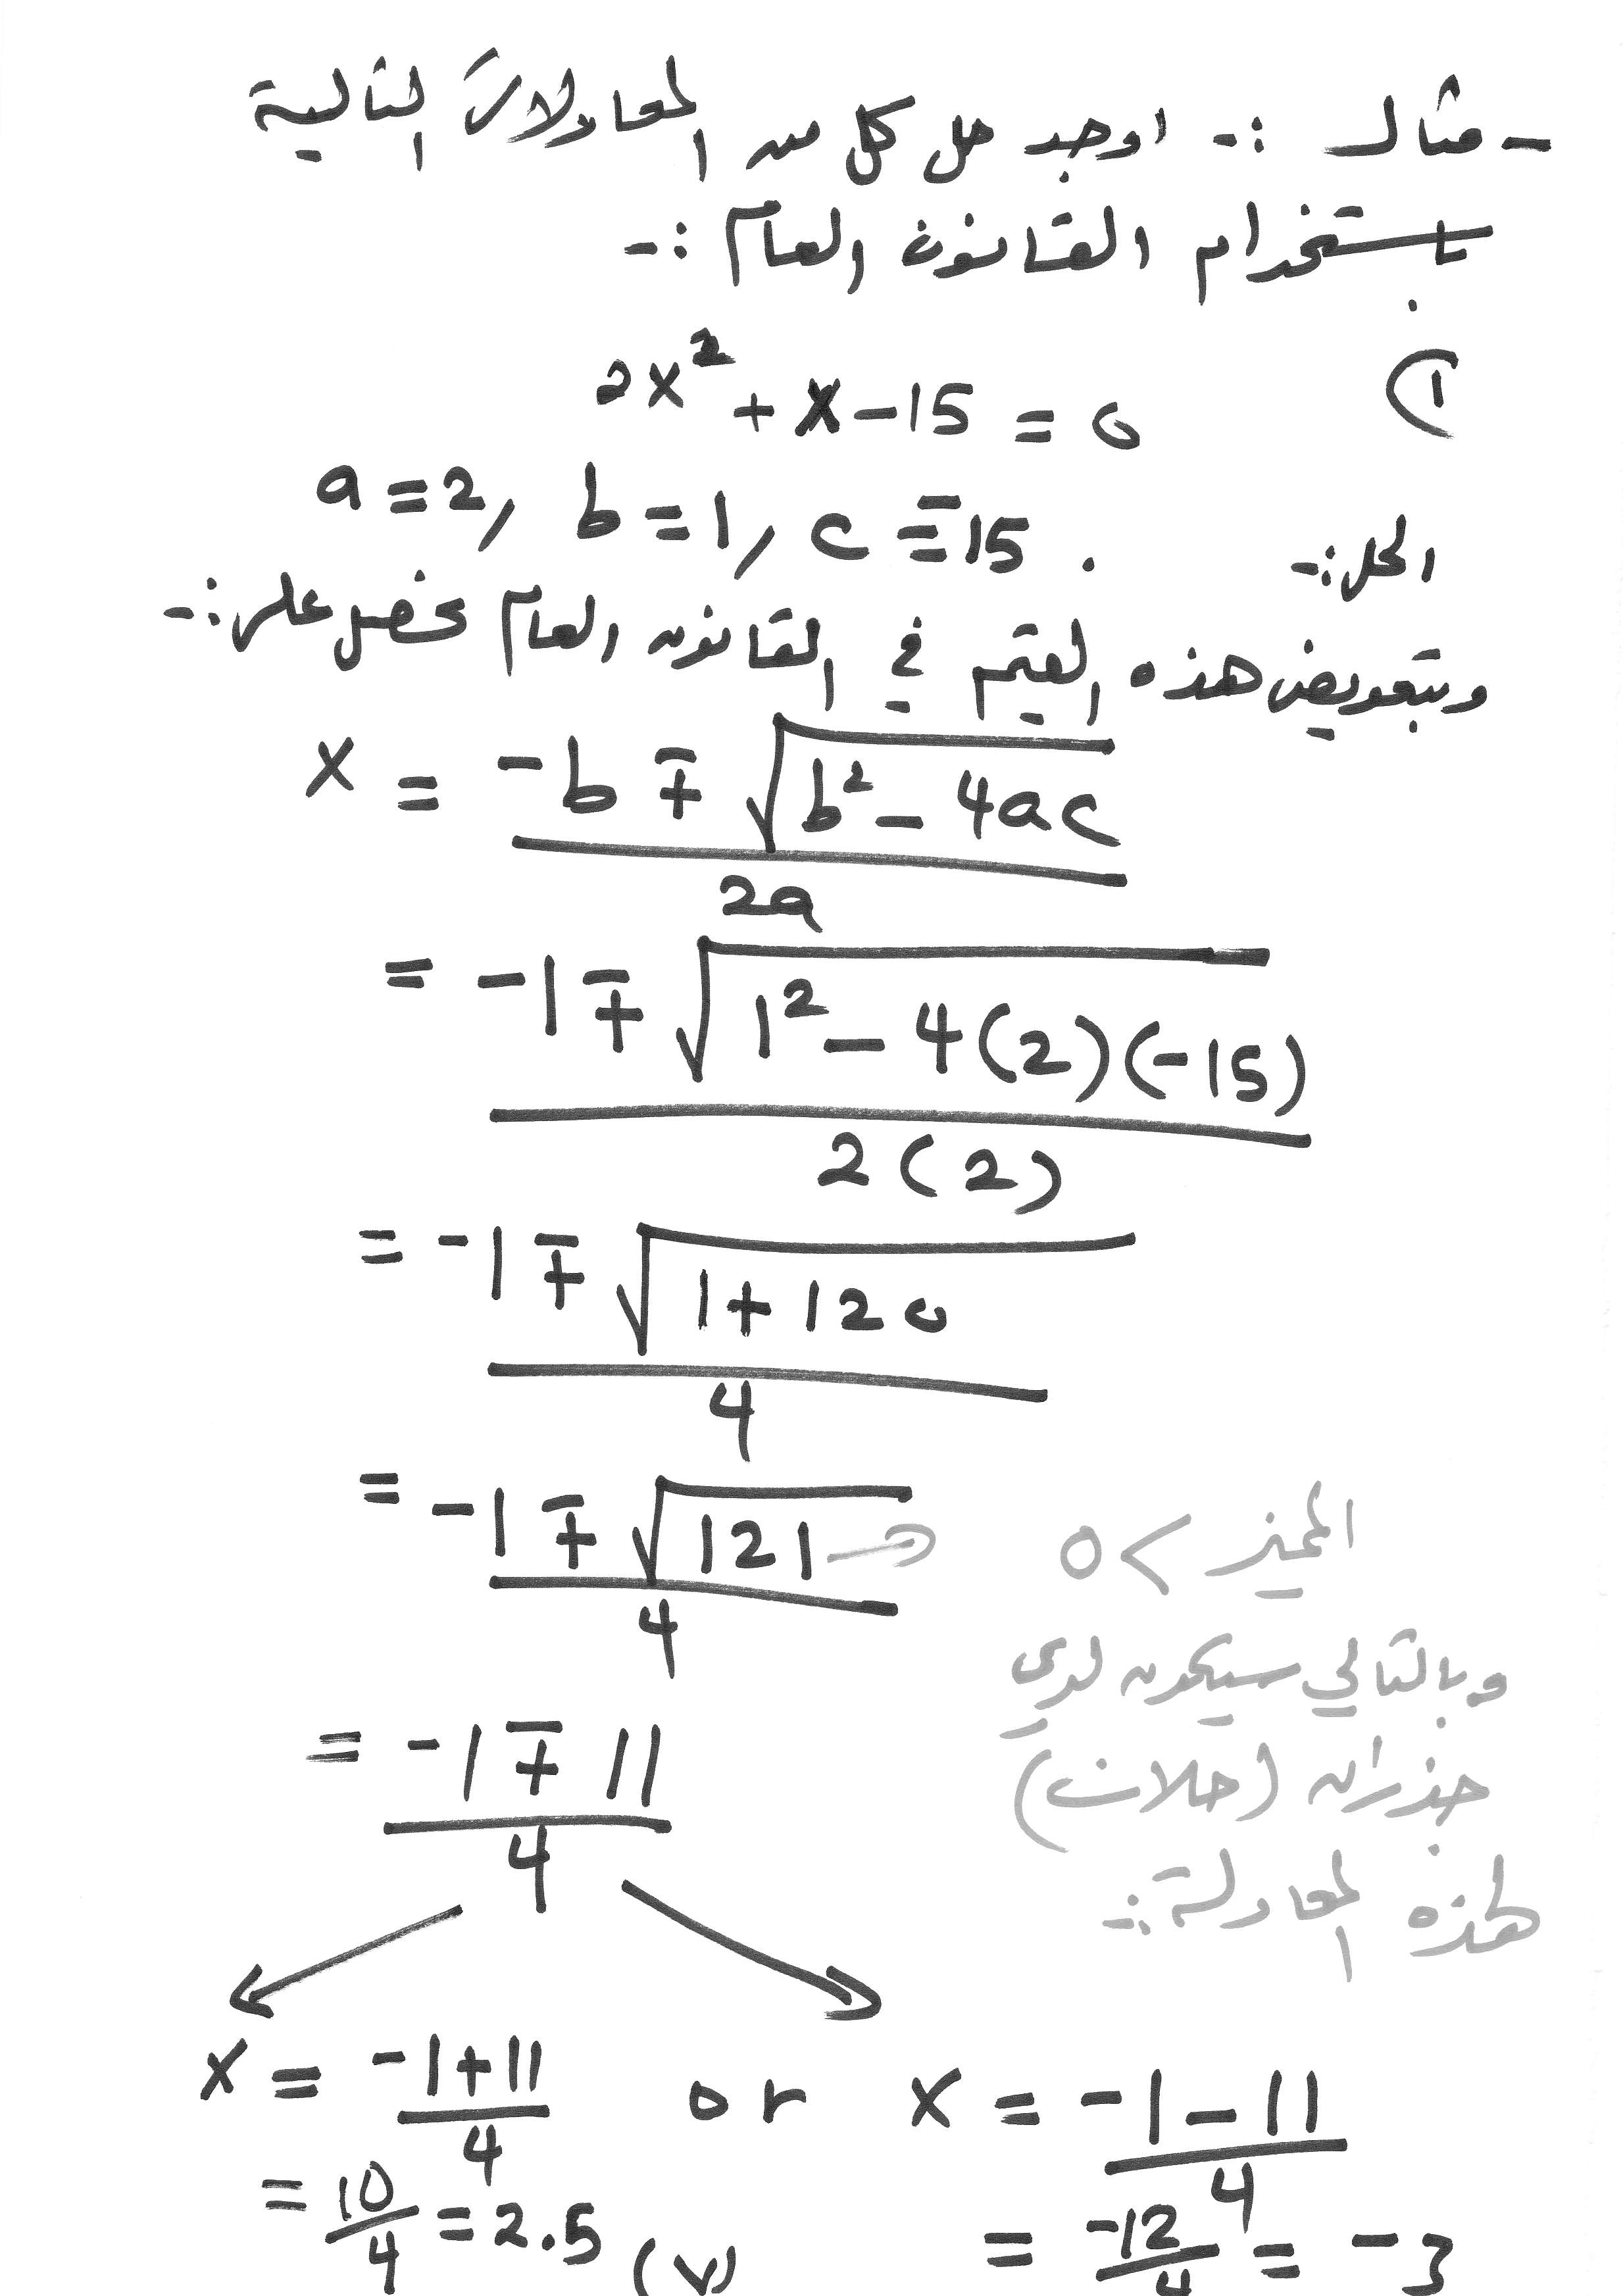 - مثال :- اوجد حل كل من المعادلات التالية
باستخدام القانون العام :-
1)
2x² + x - 15 = 0
الحل :-
a = 2, b = 1, c = -15 .
وبتعويض هذه القيم في القانون العام نحصل على :-
x = (-b ∓ √(b² - 4ac)) / 2a
= (-1 ∓ √(1² - 4(2)(-15))) / 2(2)
= (-1 ∓ √(1 + 120)) / 4
= (-1 ∓ √121) / 4
المميز > 0
وبالتالي سيكون لدي
جذران (حلان)
لهذه المعادلة :-
= (-1 ∓ 11) / 4
x = (-1 + 11) / 4 or x = (-1 - 11) / 4
= 10/4 = 2.5 = -12/4 = -3
(٧)